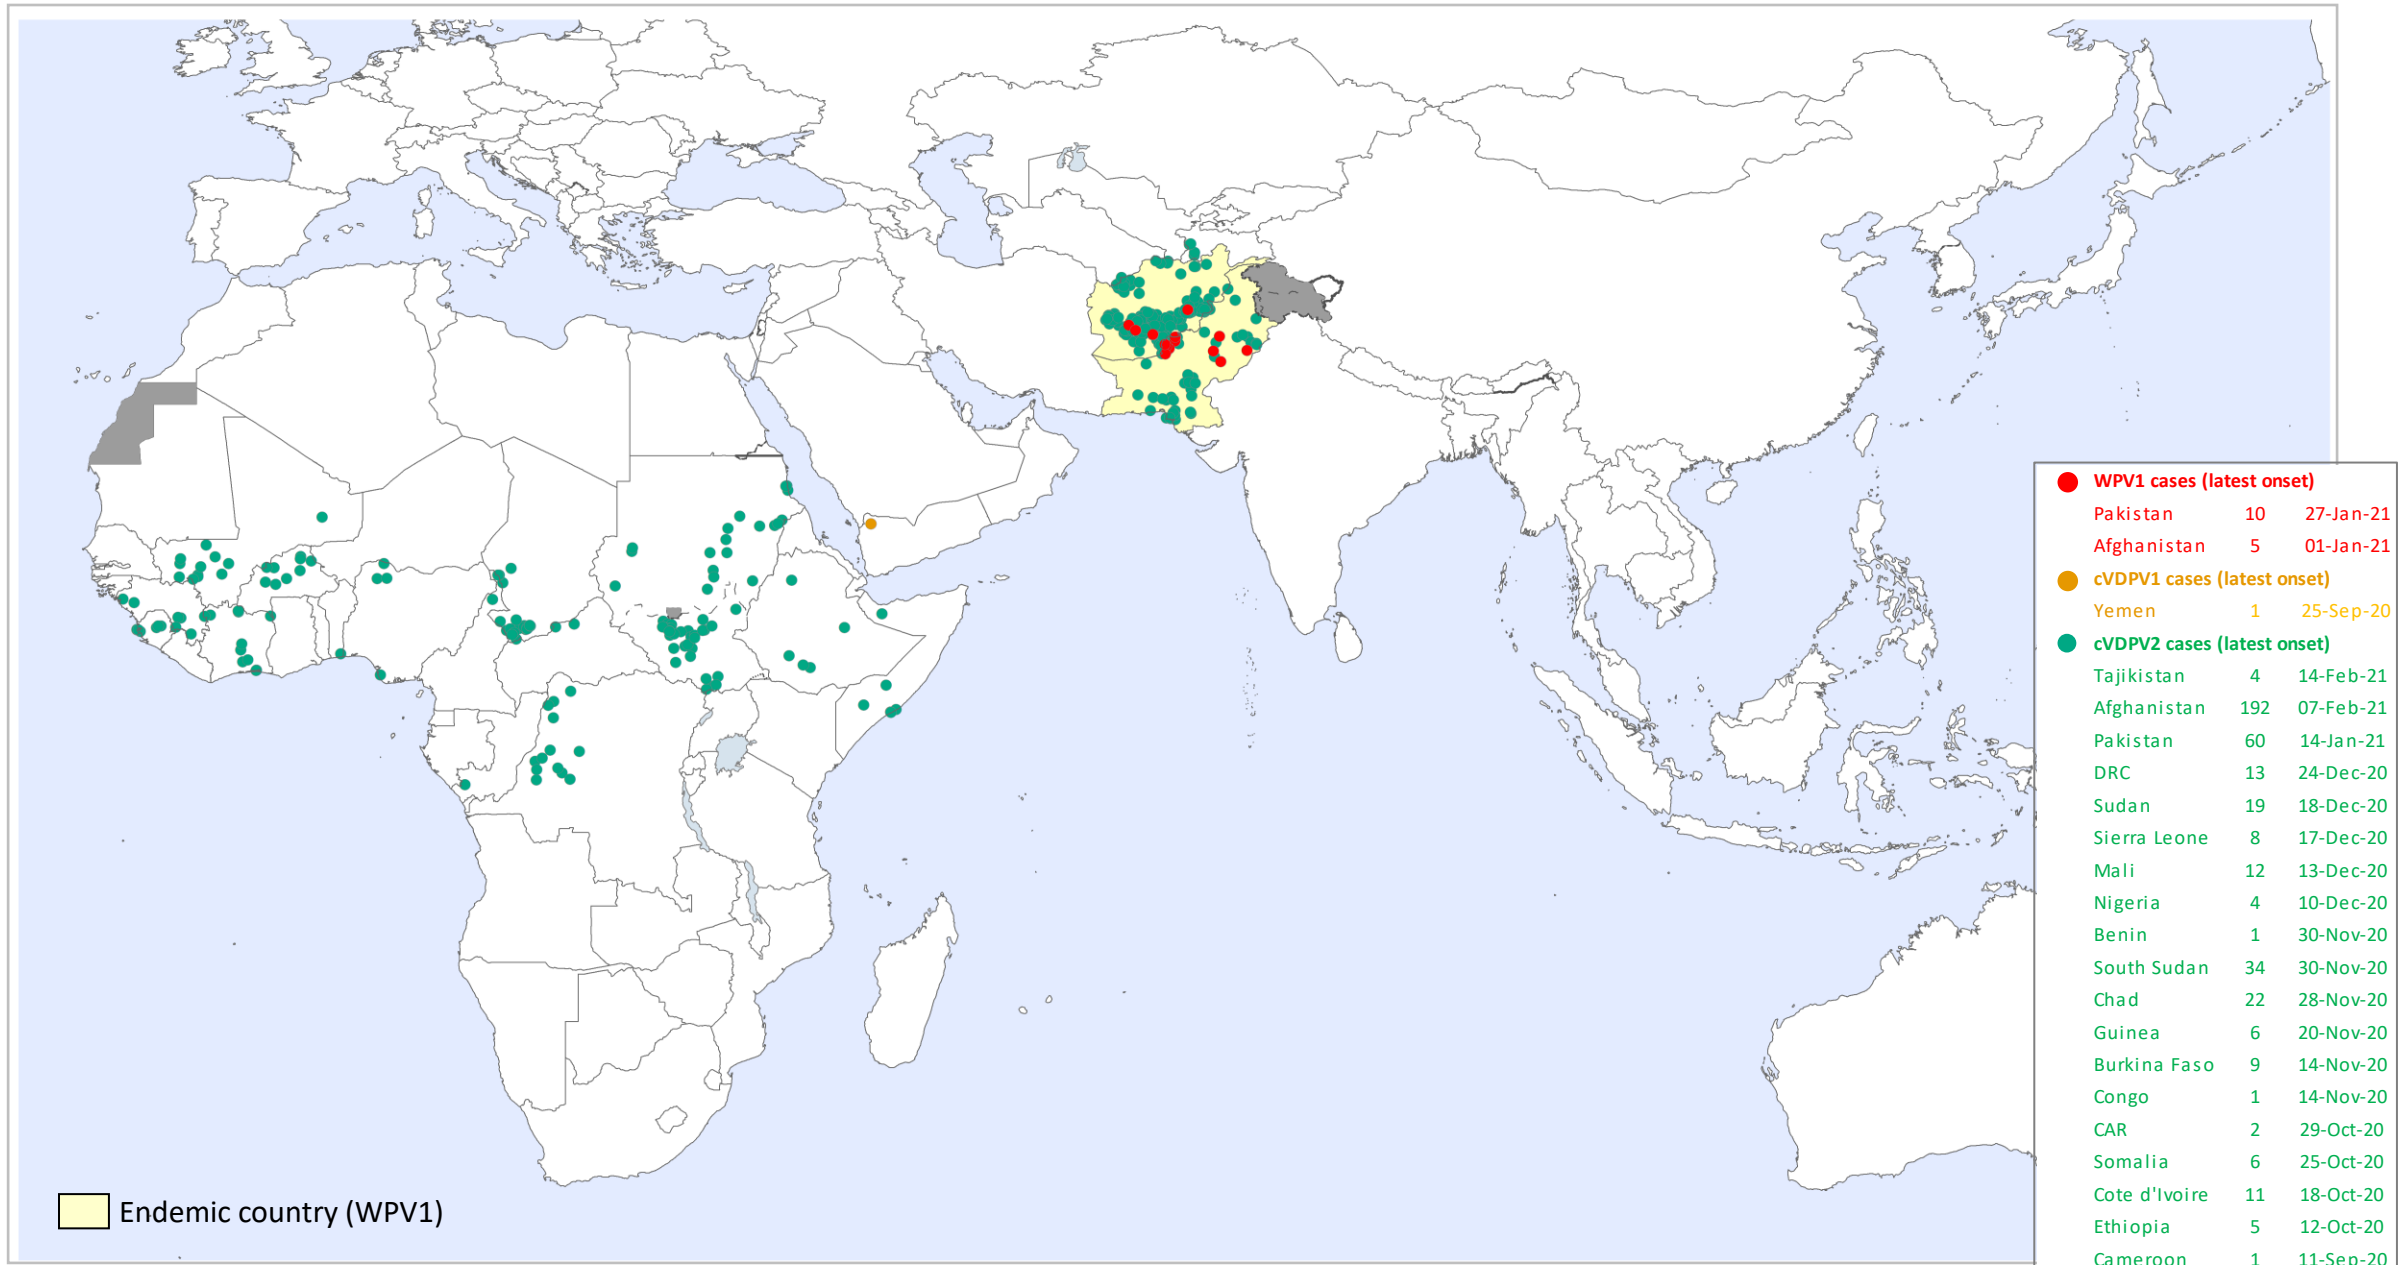 WPV1 cases (latest onset)
Pakistan 10 27-Jan-21
Afghanistan 5 01-Jan-21
cVDPV1 cases (latest onset)
Yemen 1 25-Sep-20
cVDPV2 cases (latest onset)
Tajikistan 4 14-Feb-21
Afghanistan 192 07-Feb-21
Pakistan 60 14-Jan-21
DRC 13 24-Dec-20
Sudan 19 18-Dec-20
Sierra Leone 8 17-Dec-20
Mali 12 13-Dec-20
Nigeria 4 10-Dec-20
Benin 1 30-Nov-20
South Sudan 34 30-Nov-20
Chad 22 28-Nov-20
Guinea 6 20-Nov-20
Burkina Faso 9 14-Nov-20
Congo 1 14-Nov-20
CAR 2 29-Oct-20
Somalia 6 25-Oct-20
Cote d'Ivoire 11 18-Oct-20
Ethiopia 5 12-Oct-20
Cameroon 1 11-Sep-20
Endemic country (WPV1)